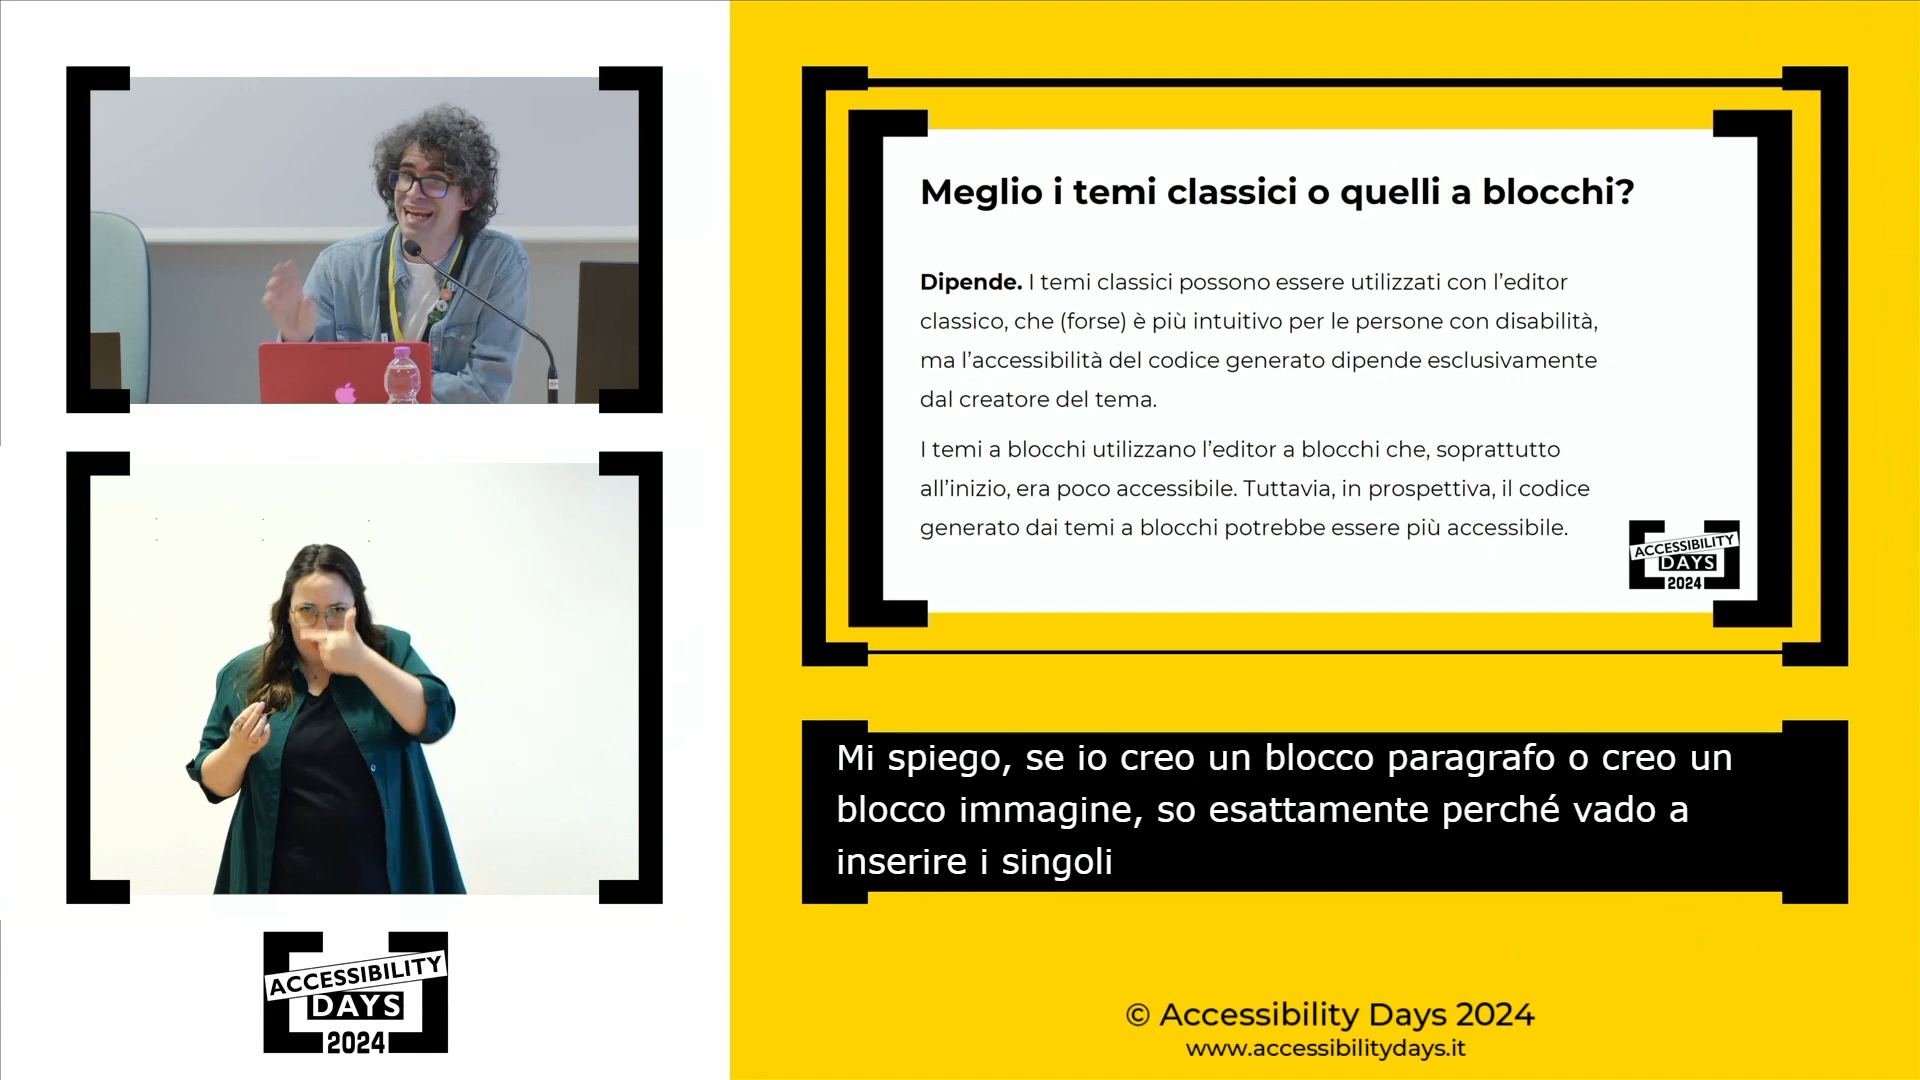 Meglio i temi classici o quelli a blocchi?
Dipende. I temi classici possono essere utilizzati con l’editor
classico, che (forse) è più intuitivo per le persone con disabilità,
ma l’accessibilità del codice generato dipende esclusivamente
dal creatore del tema.
I temi a blocchi utilizzano l’editor a blocchi che, soprattutto
all’inizio, era poco accessibile. Tuttavia, in prospettiva, il codice
generato dai temi a blocchi potrebbe essere più accessibile.
ACCESSIBILITY
DAYS
2024
Mi spiego, se io creo un blocco paragrafo o creo un
blocco immagine, so esattamente perché vado a
inserire i singoli
ACCESSIBILITY
DAYS
2024
© Accessibility Days 2024
www.accessibilitydays.it